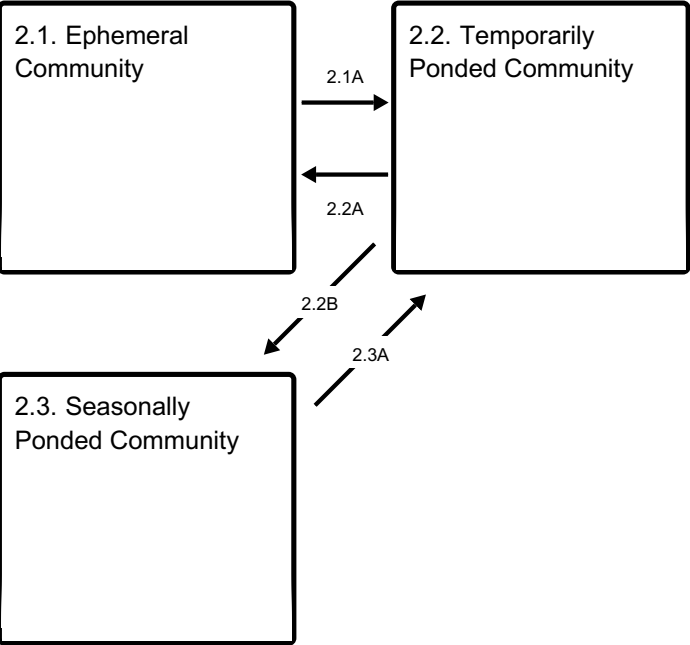 2.1. Ephemeral
Community
2.2. Temporarily
Ponded Community
2.1A
2.2A
2.2B
2.3A
2.3. Seasonally
Ponded Community